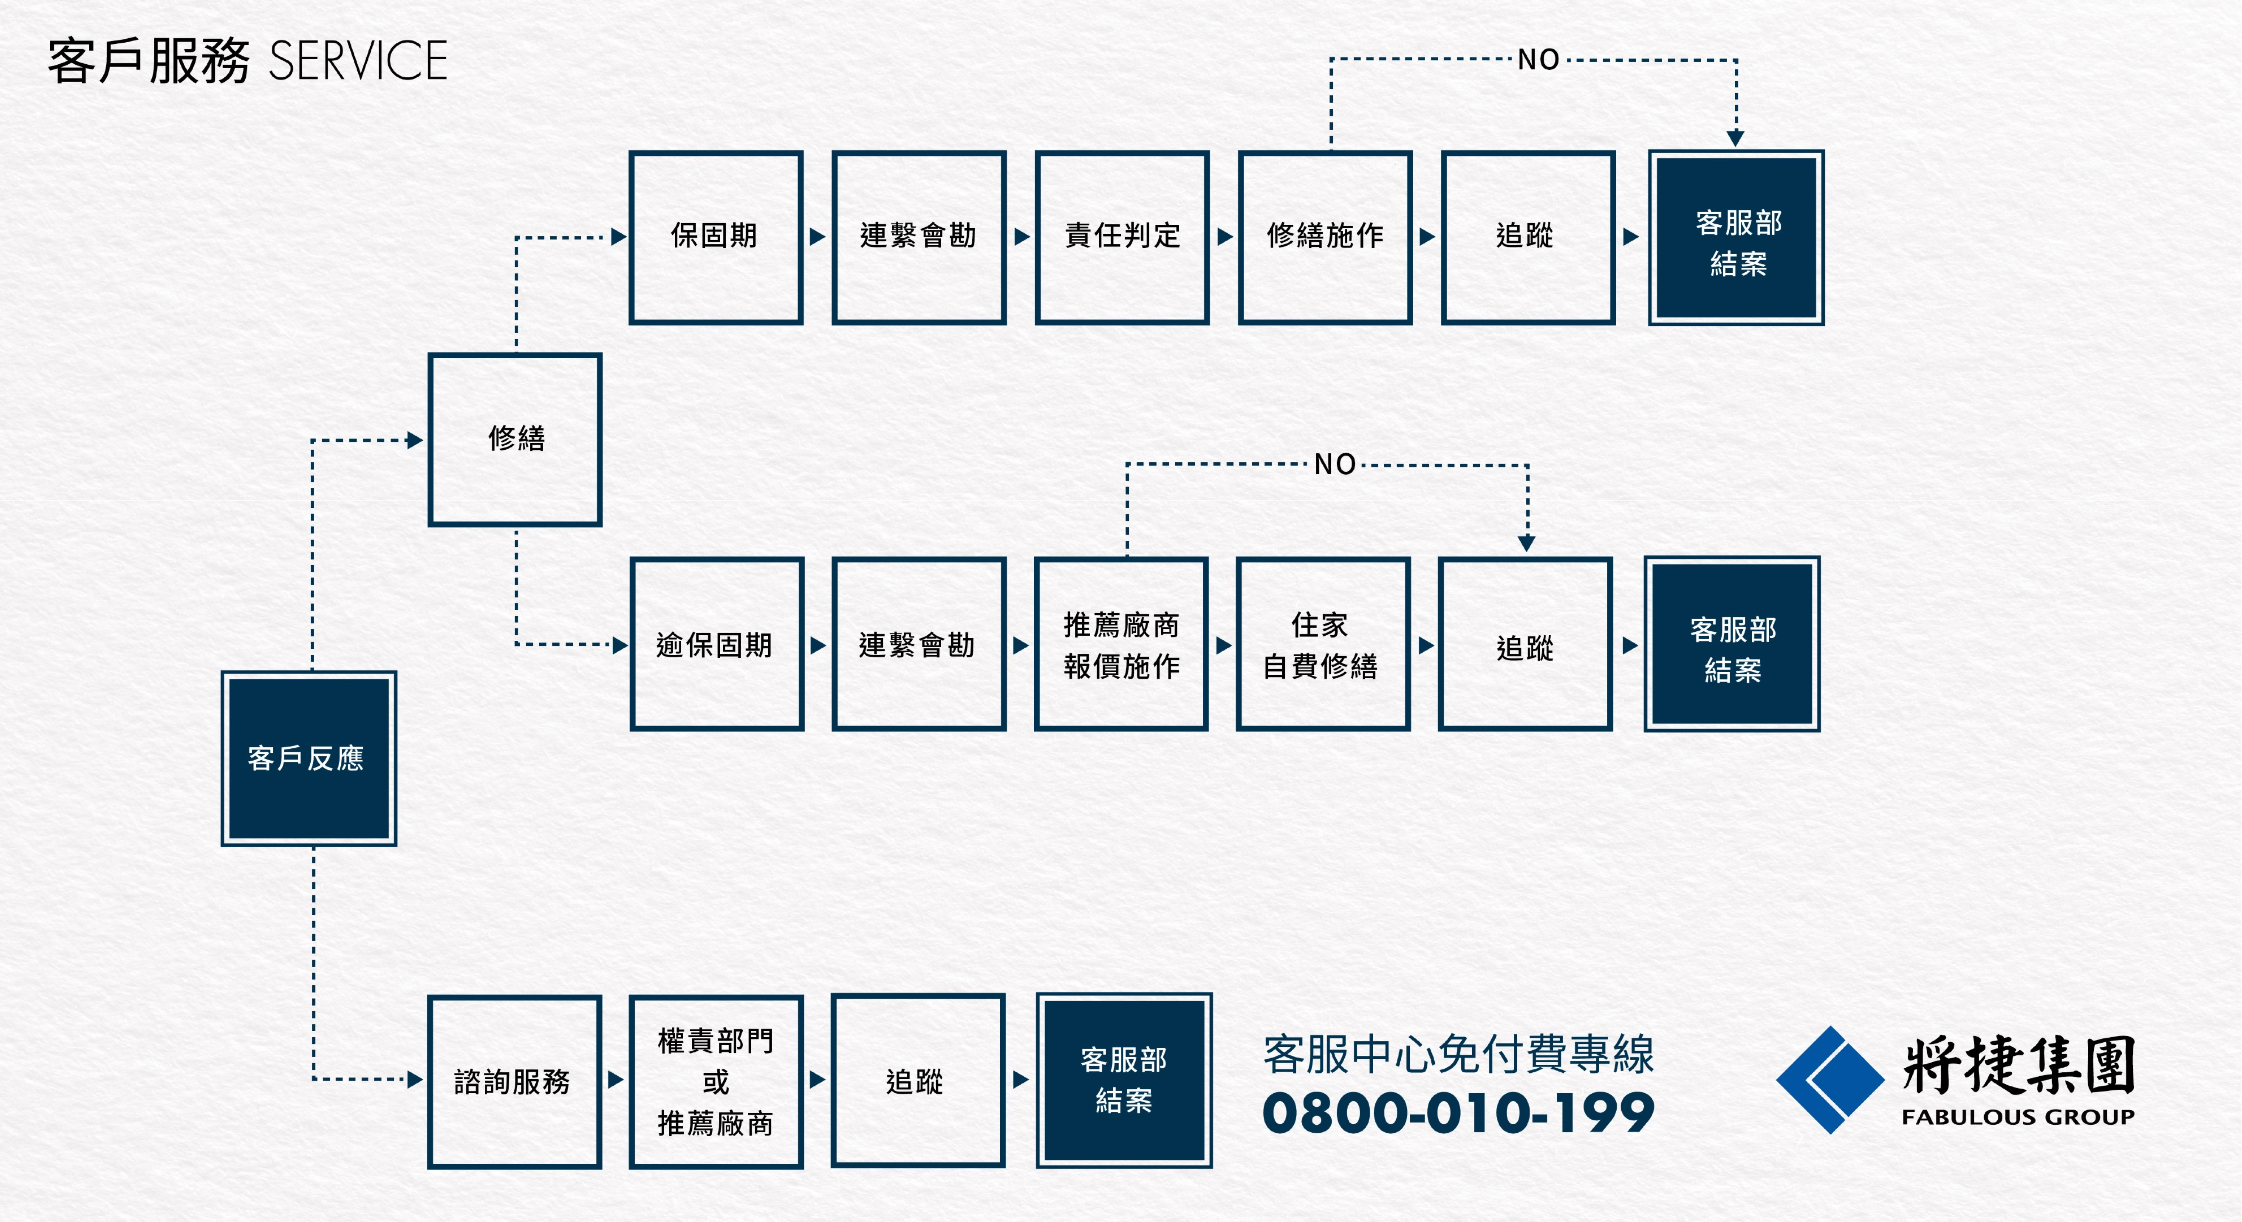 客戶服務 SERVICE
NO
保固期
連繫會勘
責任判定
修繕施作
追蹤
客服部
結案
修繕
NO
逾保固期
連繫會勘
推薦廠商
報價施作
住家
自費修繕
追蹤
客服部
結案
客戶反應
諮詢服務
權責部門
或
推薦廠商
追蹤
客服部
結案
客服中心免付費專線
0800-010-199
將捷集團
FABULOUS GROUP